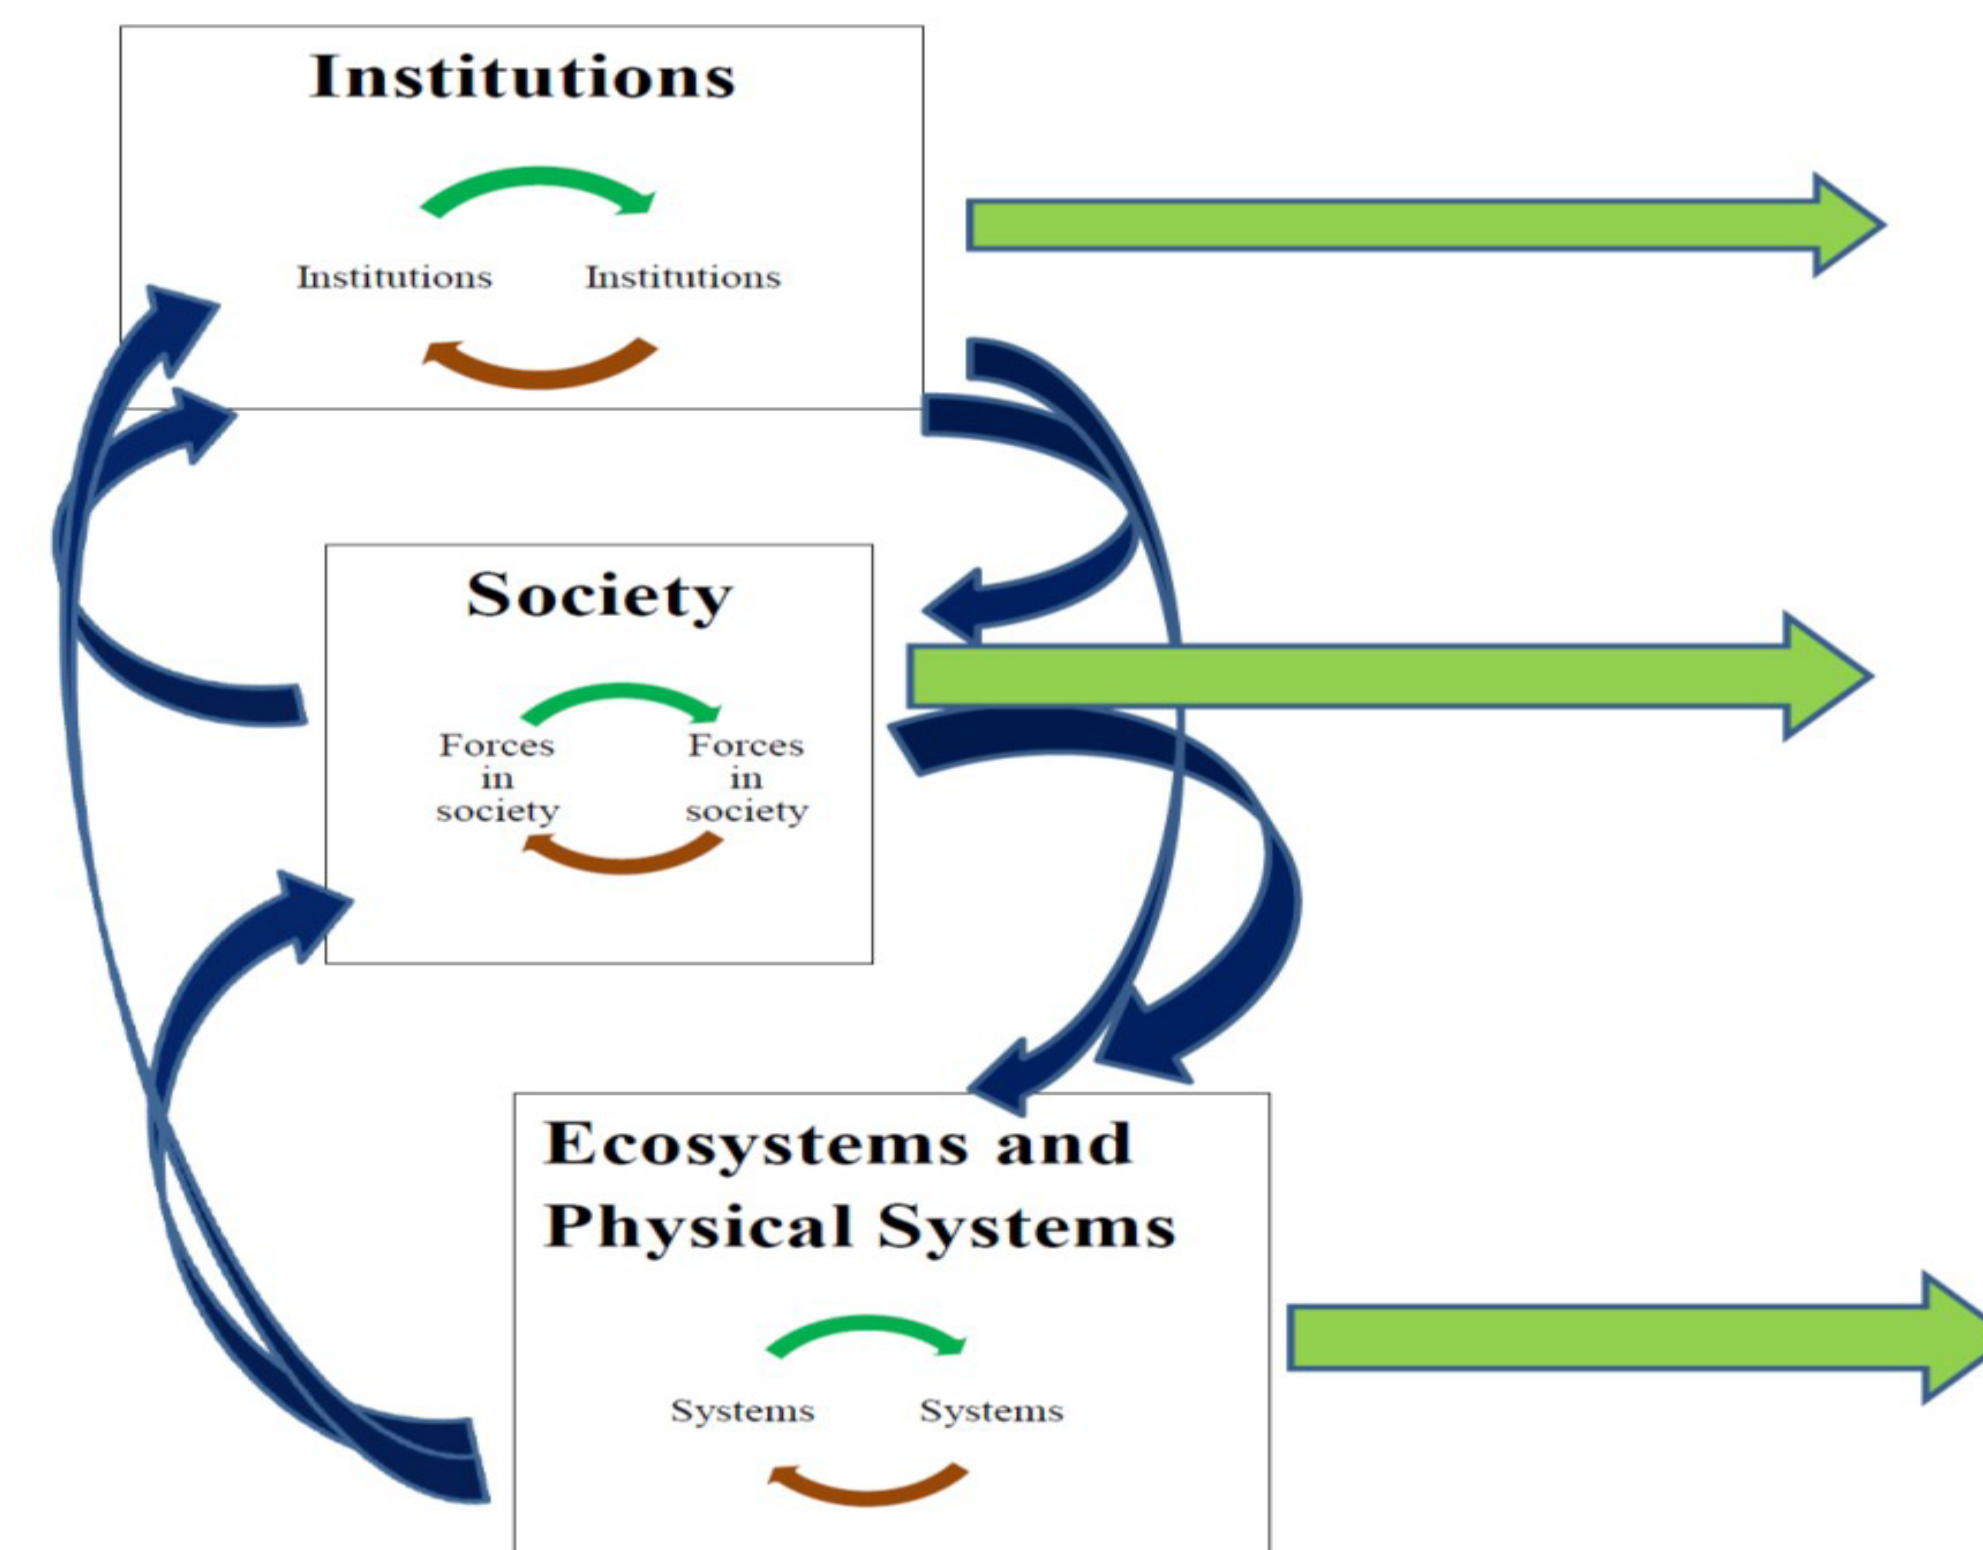 Institutions
Institutions Institutions
Society
Forces Forces
in in
society society
Ecosystems and
Physical Systems
Systems Systems